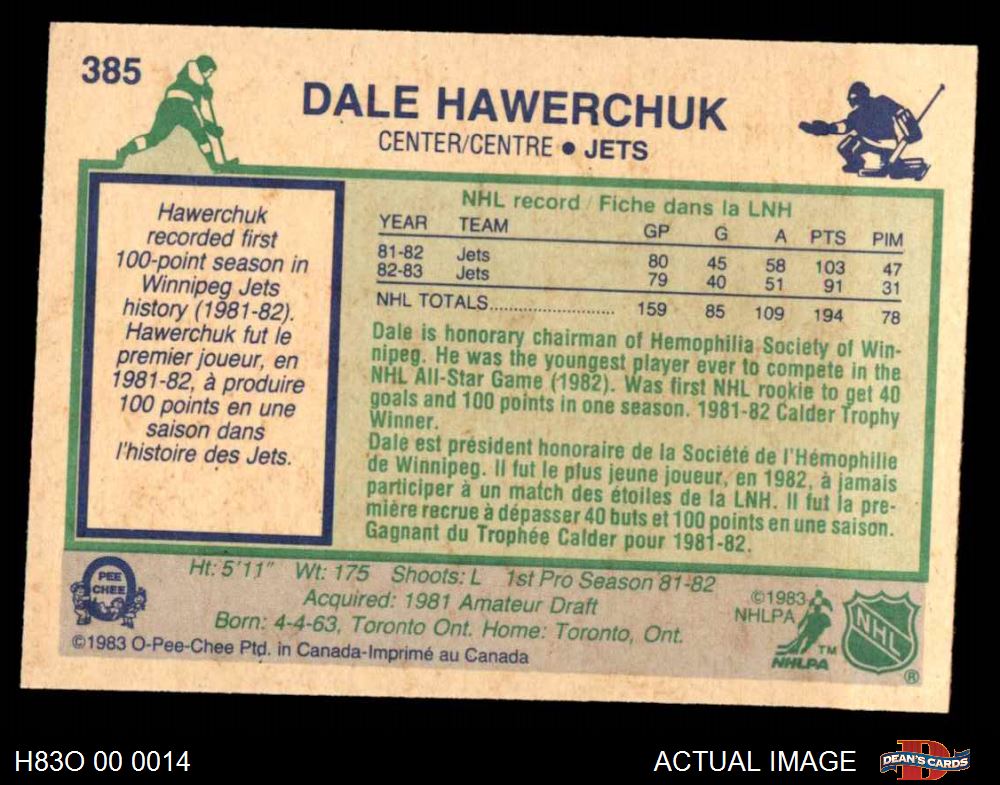 385
DALE HAWERCHUK
CENTER/CENTRE • JETS
Hawerchuk
recorded first
100-point season in
Winnipeg Jets
history (1981-82).
Hawerchuk fut le
premier joueur, en
1981-82, à produire
100 points en une
saison dans
l'histoire des Jets.
NHL record / Fiche dans la LNH
YEAR TEAM GP G A PTS PIM
81-82 Jets 80 45 58 103 47
82-83 Jets 79 40 51 91 31
NHL TOTALS.............................. 159 85 109 194 78
Dale is honorary chairman of Hemophilia Society of Win-
nipeg. He was the youngest player ever to compete in the
NHL All-Star Game (1982). Was first NHL rookie to get 40
goals and 100 points in one season. 1981-82 Calder Trophy
Winner.
Dale est président honoraire de la Société de l'Hémophilie
de Winnipeg. Il fut le plus jeune joueur, en 1982, à jamais
participer à un match des étoiles de la LNH. Il fut la pre-
mière recrue à dépasser 40 buts et 100 points en une saison.
Gagnant du Trophée Calder pour 1981-82.
PEE
CHEE
Ht: 5'11" Wt: 175 Shoots: L 1st Pro Season 81-82
Acquired: 1981 Amateur Draft
Born: 4-4-63, Toronto Ont. Home: Toronto, Ont.
©1983 O-Pee-Chee Ptd. in Canada-Imprimé au Canada
©1983
NHLPA
NHLPA TM
NHL ®
H83O 00 0014
ACTUAL IMAGE
D
DEAN'S CARDS